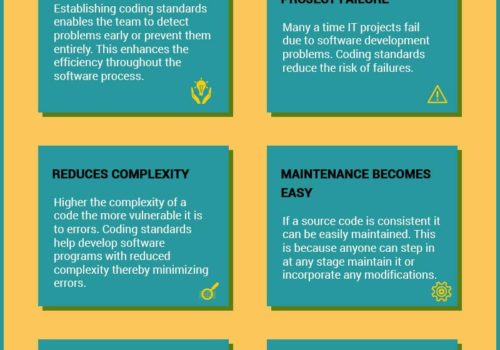 Establishing coding standards
enables the team to detect
problems early or prevent them
entirely. This enhances the
efficiency throughout the
software process.
PROJECT FAILURE
Many a time IT projects fail
due to software development
problems. Coding standards
reduce the risk of failures.
REDUCES COMPLEXITY
Higher the complexity of a
code the more vulnerable it is
to errors. Coding standards
help develop software
programs with reduced
complexity thereby minimizing
errors.
MAINTENANCE BECOMES
EASY
If a source code is consistent it
can be easily maintained. This
is because anyone can step in
at any stage maintain it or
incorporate any modifications.